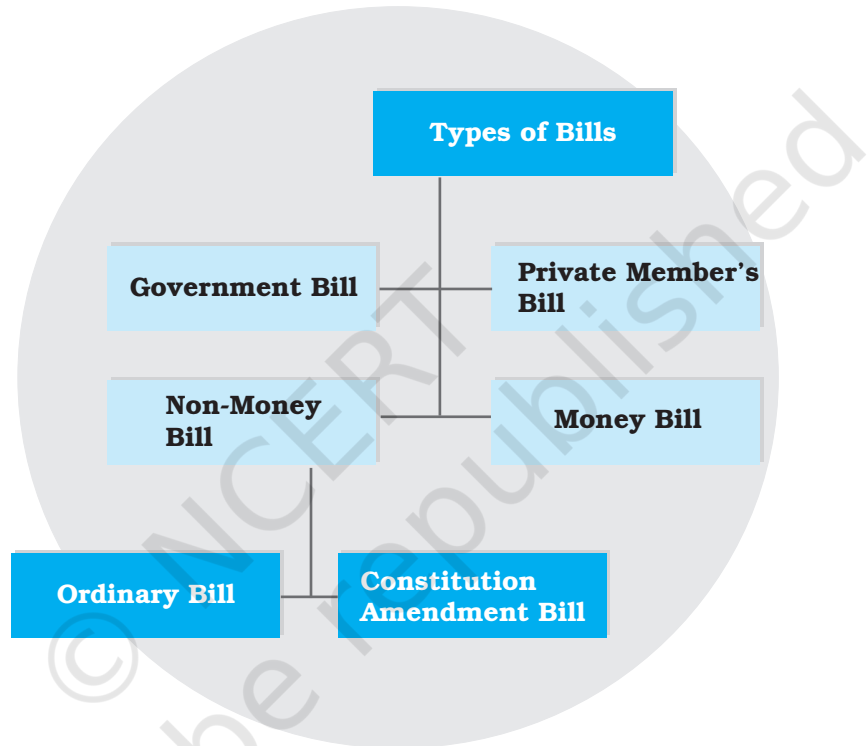 Types of Bills
Government Bill
Private Member's
Bill
Non-Money
Bill
Money Bill
Ordinary Bill
Constitution
Amendment Bill
© NCERT
be republished